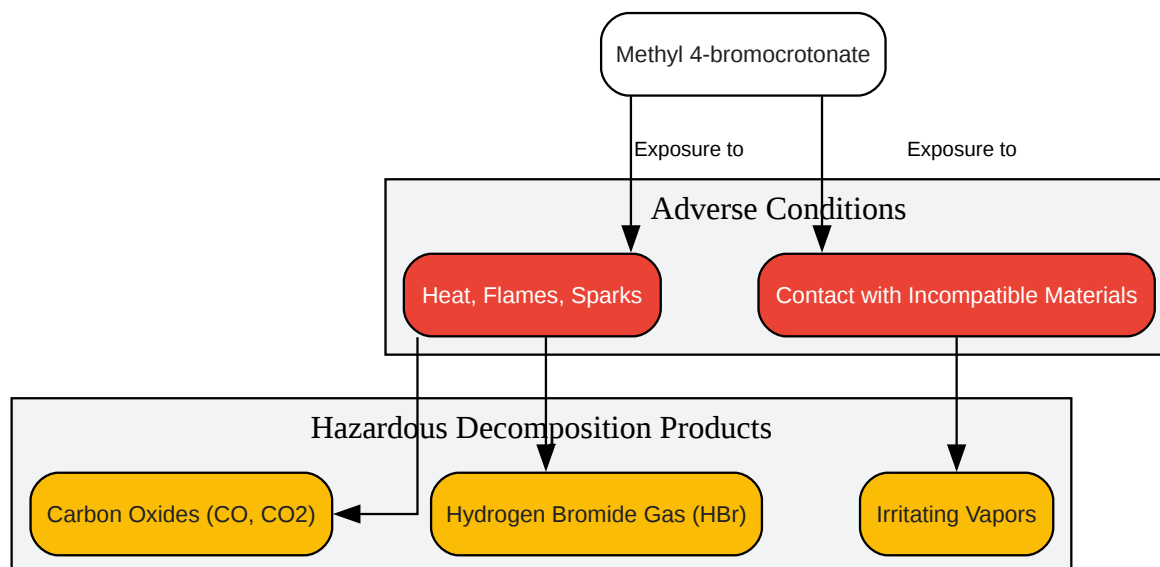 Methyl 4-bromocrotonate
Exposure to
Exposure to
Adverse Conditions
Heat, Flames, Sparks
Contact with Incompatible Materials
Hazardous Decomposition Products
Carbon Oxides (CO, CO2)
Hydrogen Bromide Gas (HBr)
Irritating Vapors